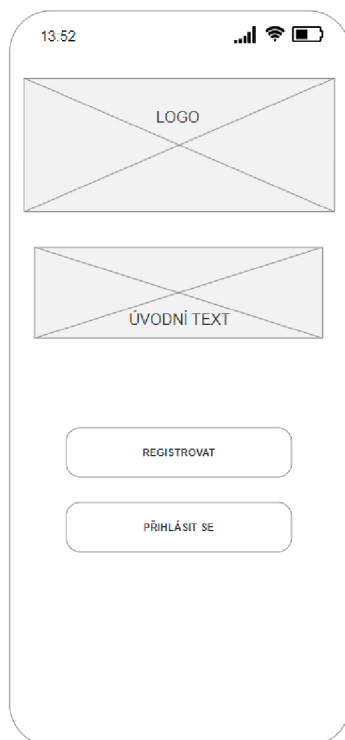 13:52
LOGO
ÚVODNÍ TEXT
REGISTROVAT
PŘIHLÁSIT SE